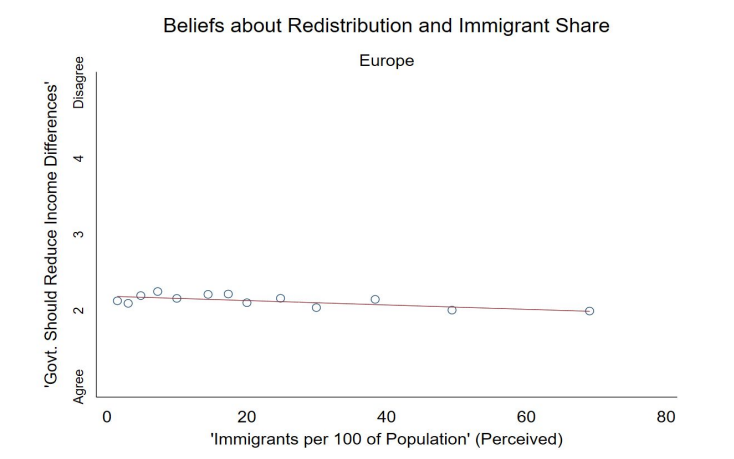 Beliefs about Redistribution and Immigrant Share
Europe
'Govt. Should Reduce Income Differences'
Disagree
4
3
2
Agree
0 20 40 60 80
'Immigrants per 100 of Population' (Perceived)